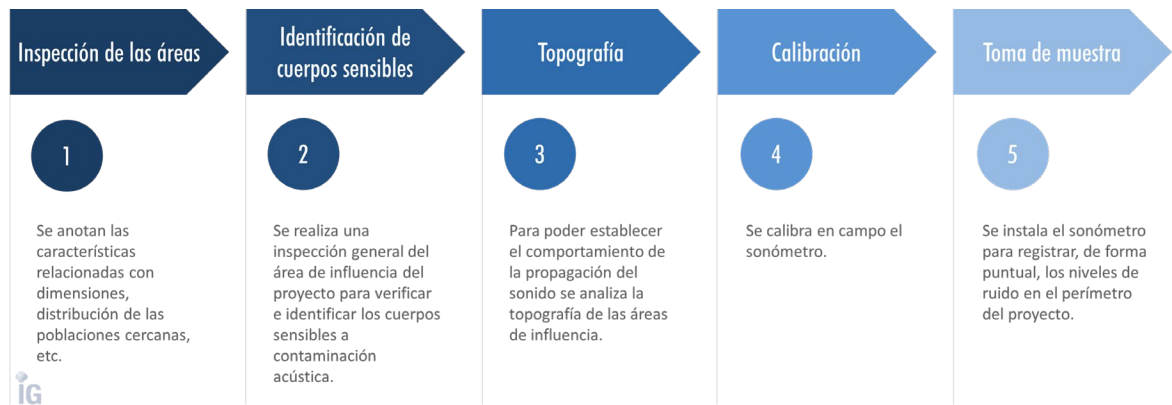 Inspección de las áreas
Identificación de
cuerpos sensibles
Topografía
Calibración
Toma de muestra
1
2
3
4
5
Se anotan las
características
relacionadas con
dimensiones,
distribución de las
poblaciones cercanas,
etc.
Se realiza una
inspección general del
área de influencia del
proyecto para verificar
e identificar los cuerpos
sensibles a
contaminación
acústica.
Para poder establecer
el comportamiento de
la propagación del
sonido se analiza la
topografía de las áreas
de influencia.
Se calibra en campo el
sonómetro.
Se instala el sonómetro
para registrar, de forma
puntual, los niveles de
ruido en el perímetro
del proyecto.
iG